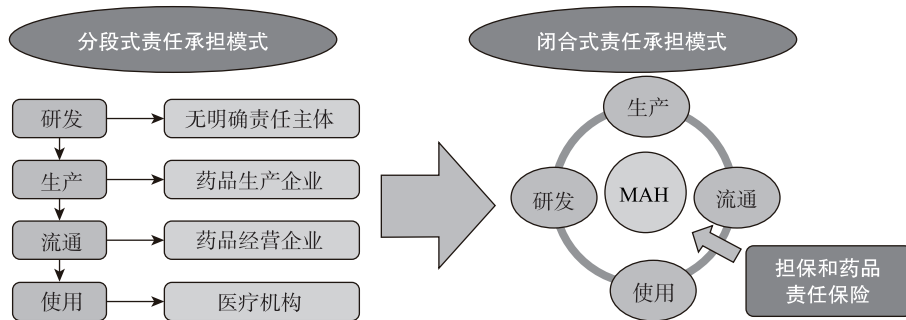 分段式责任承担模式
闭合式责任承担模式
研发
无明确责任主体
生产
药品生产企业
流通
药品经营企业
使用
医疗机构
生产
研发
MAH
流通
使用
担保和药品
责任保险